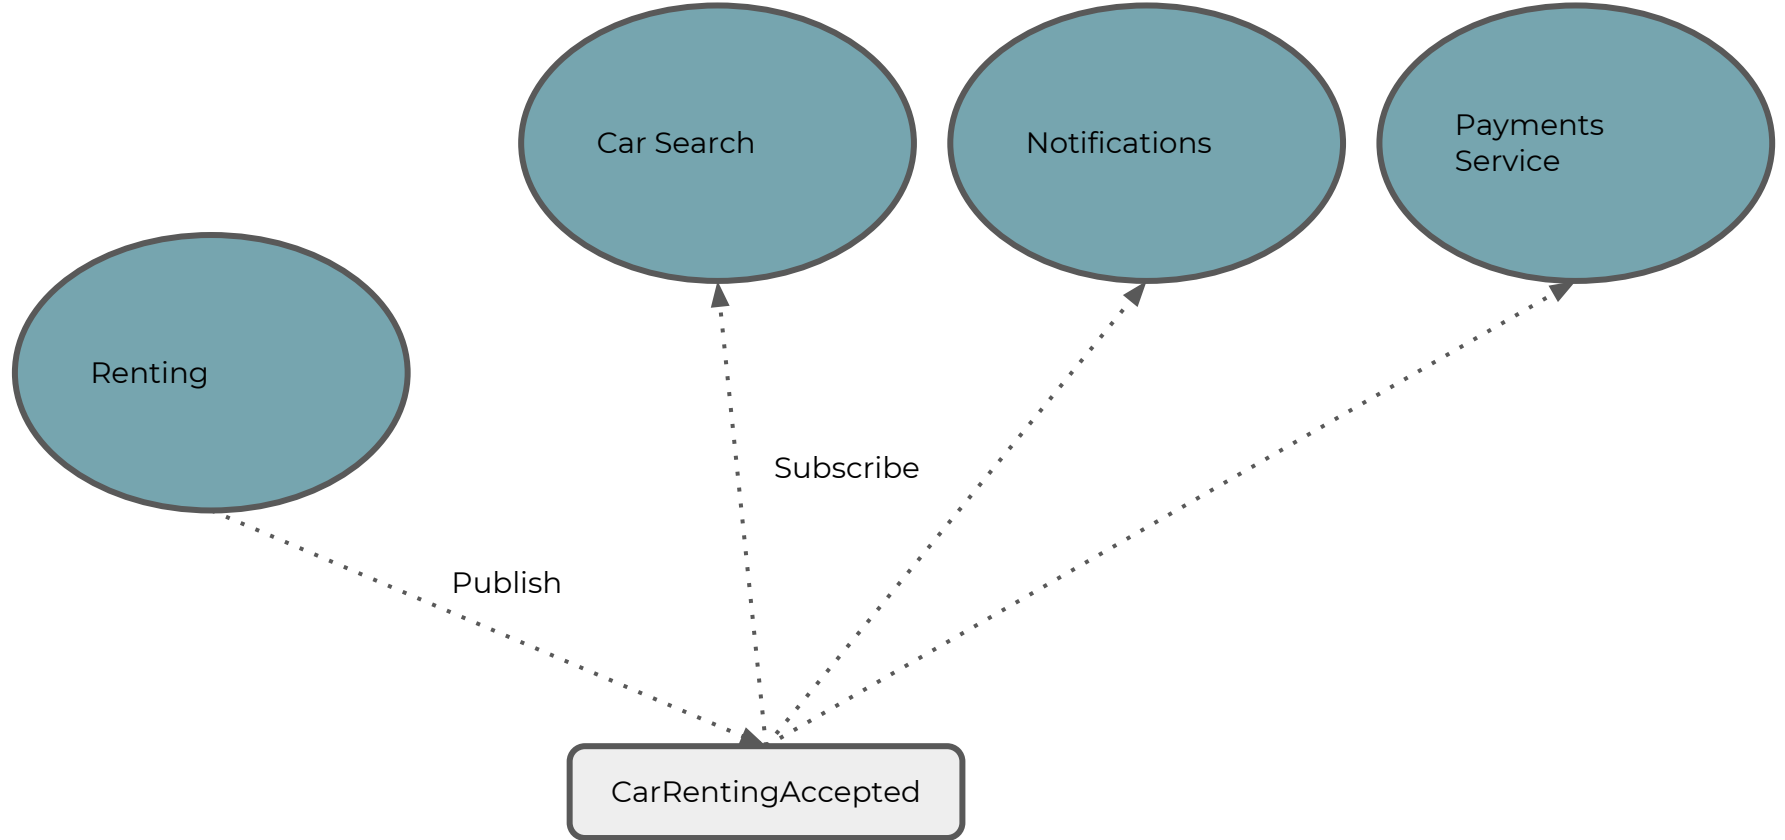 Car Search
Notifications
Payments
Service
Renting
Subscribe
Publish
CarRentingAccepted